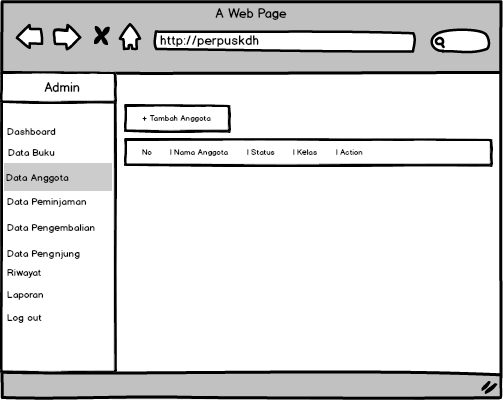 A Web Page
http://perpuskdh
Admin
Dashboard
Data Buku
Data Anggota
Data Peminjaman
Data Pengembalian
Data Pengnjung
Riwayat
Laporan
Log out
+ Tambah Anggota
No | Nama Anggota | Status | Kelas | Action